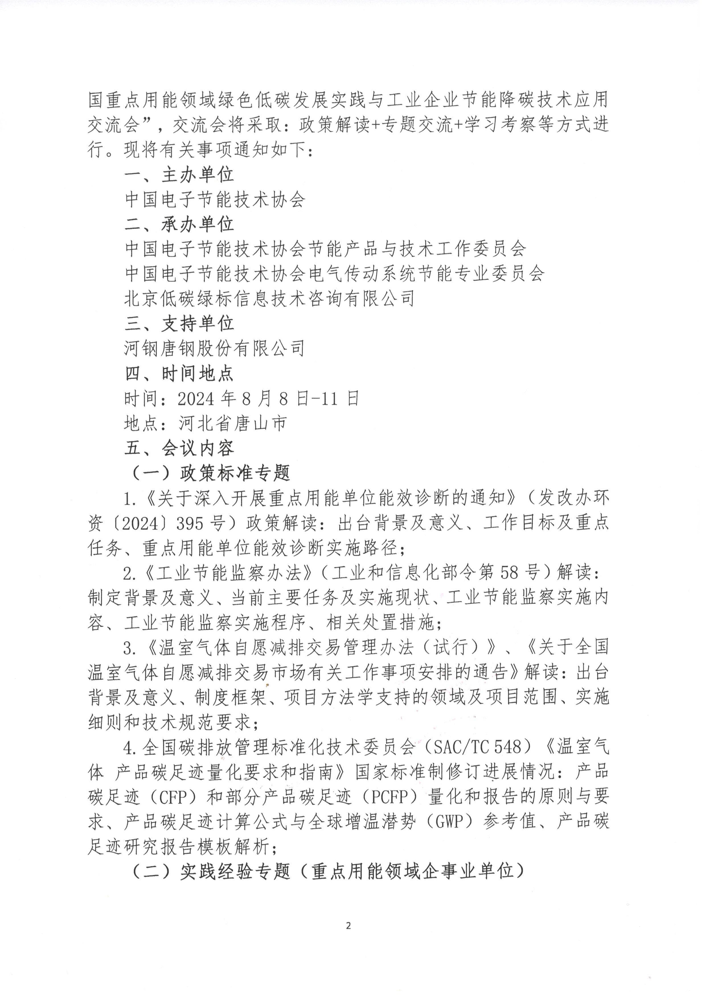 国重点用能领域绿色低碳发展实践与工业企业节能降碳技术应用
交流会”，交流会将采取：政策解读+专题交流+学习考察等方式进
行。现将有关事项通知如下：
一、主办单位
中国电子节能技术协会
二、承办单位
中国电子节能技术协会节能产品与技术工作委员会
中国电子节能技术协会电气传动系统节能专业委员会
北京低碳绿标信息技术咨询有限公司
三、支持单位
河钢唐钢股份有限公司
四、时间地点
时间：2024 年 8 月 8 日-11 日
地点：河北省唐山市
五、会议内容
（一）政策标准专题
1.《关于深入开展重点用能单位能效诊断的通知》（发改办环
资〔2024〕395 号）政策解读：出台背景及意义、工作目标及重点
任务、重点用能单位能效诊断实施路径；
2.《工业节能监察办法》（工业和信息化部令第 58 号）解读：
制定背景及意义、当前主要任务及实施现状、工业节能监察实施内
容、工业节能监察实施程序、相关处置措施；
3.《温室气体自愿减排交易管理办法（试行）》、《关于全国
温室气体自愿减排交易市场有关工作事项安排的通告》解读：出台
背景及意义、制度框架、项目方法学支持的领域及项目范围、实施
细则和技术规范要求；
4.全国碳排放管理标准化技术委员会（SAC/TC 548）《温室气
体 产品碳足迹量化要求和指南》国家标准制修订进展情况：产品
碳足迹（CFP）和部分产品碳足迹（PCFP）量化和报告的原则与要
求、产品碳足迹计算公式与全球增温潜势（GWP）参考值、产品碳
足迹研究报告模板解析；
（二）实践经验专题（重点用能领域企事业单位）
2